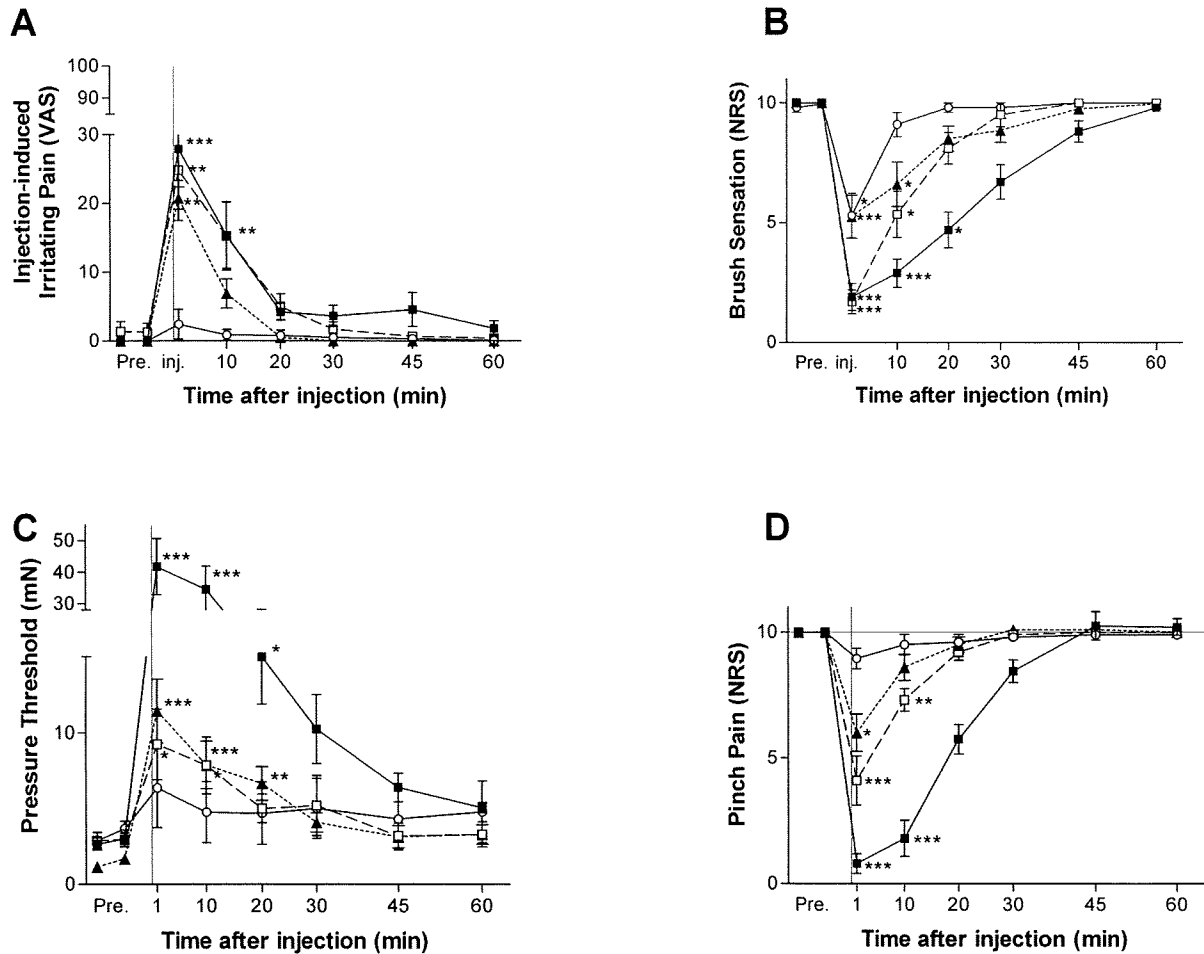 A
Injection-induced
Irritating Pain (VAS)
100
90
30
20
10
0
***
**
**
**
Pre. inj. 10 20 30 45 60
Time after injection (min)
B
Brush Sensation (NRS)
10
5
0
*
***
*
*
*
***
***
***
Pre. inj. 10 20 30 45 60
Time after injection (min)
C
Pressure Threshold (mN)
50
40
30
10
0
***
***
*
***
*
***
*
**
Pre. 1 10 20 30 45 60
Time after injection (min)
D
Pinch Pain (NRS)
10
5
0
*
**
***
***
***
Pre. 1 10 20 30 45 60
Time after injection (min)